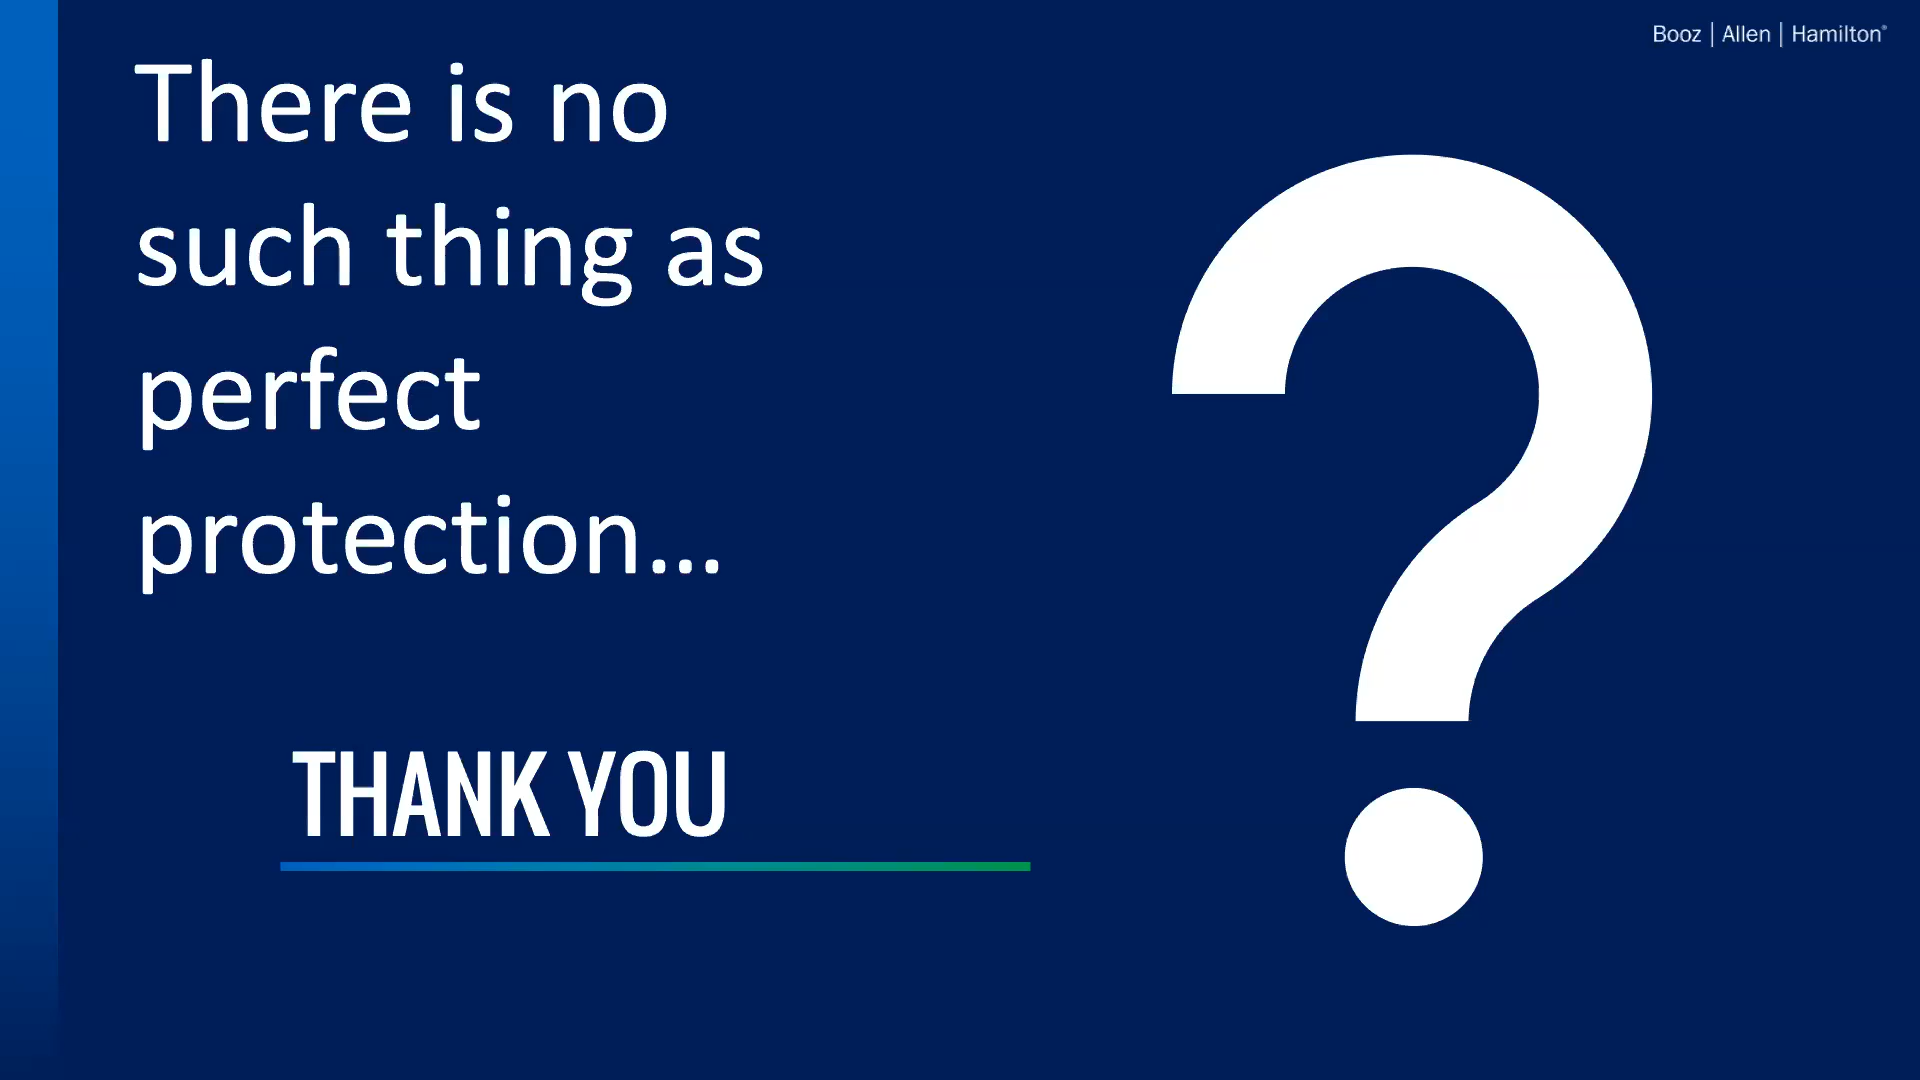 Booz | Allen | Hamilton®
There is no
such thing as
perfect
protection...
THANK YOU
?